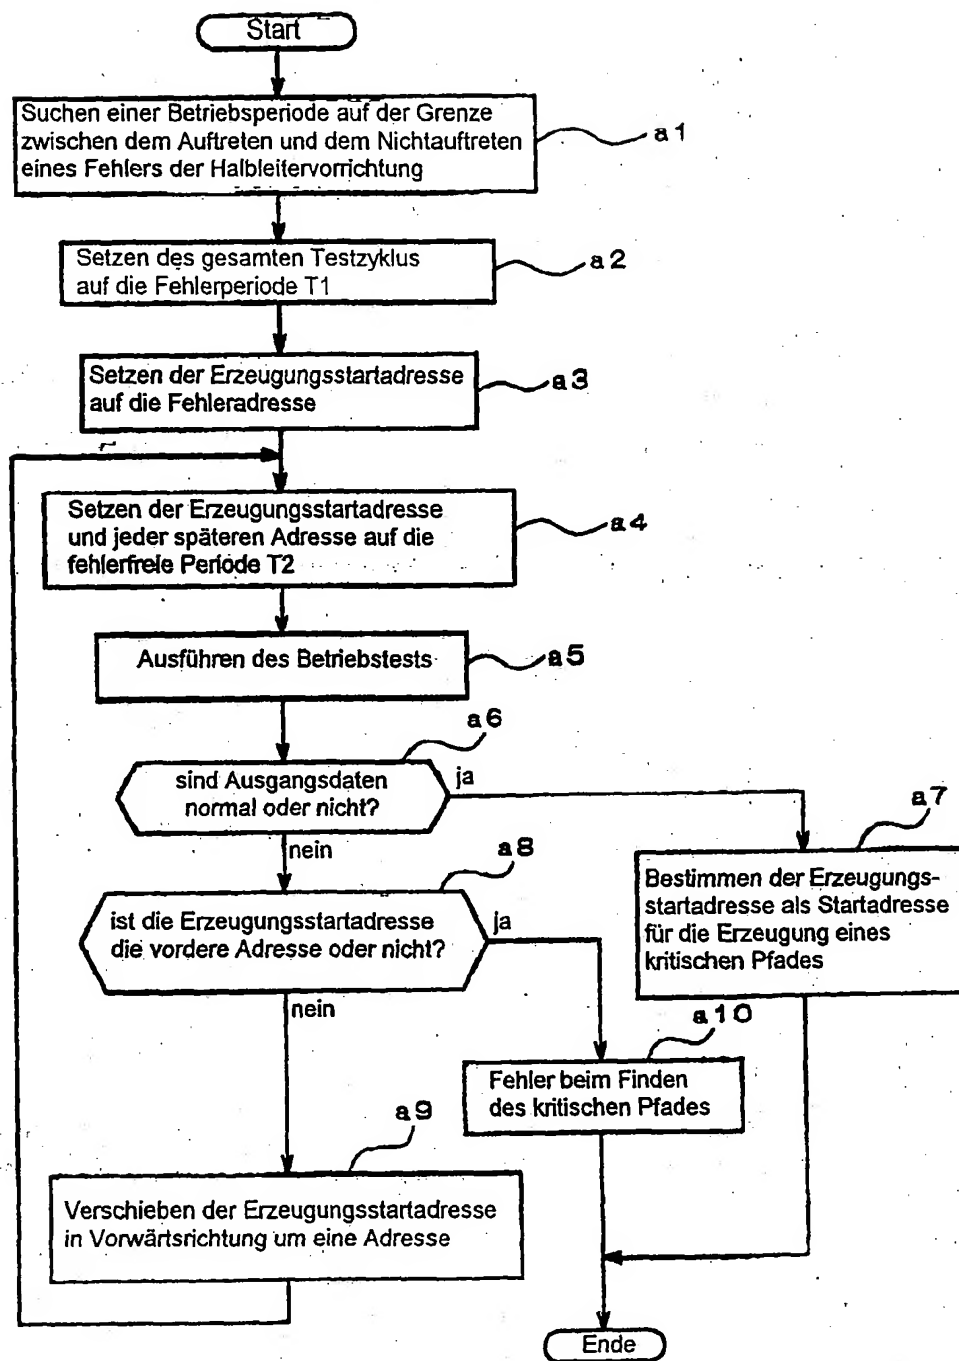 Start
Suchen einer Betriebsperiode auf der Grenze
zwischen dem Auftreten und dem Nichtauftreten
eines Fehlers der Halbleitervorrichtung
a1
Setzen des gesamten Testzyklus
auf die Fehlerperiode T1
a2
Setzen der Erzeugungsstartadresse
auf die Fehleradresse
a3
Setzen der Erzeugungsstartadresse
und jeder späteren Adresse auf die
fehlerfreie Periode T2
a4
Ausführen des Betriebstests
a5
a6
sind Ausgangsdaten
normal oder nicht?
ja
nein
a7
Bestimmen der Erzeugungs-
startadresse als Startadresse
für die Erzeugung eines
kritischen Pfades
a8
ist die Erzeugungsstartadresse
die vordere Adresse oder nicht?
ja
nein
a10
Fehler beim Finden
des kritischen Pfades
a9
Verschieben der Erzeugungsstartadresse
in Vorwärtsrichtung um eine Adresse
Ende